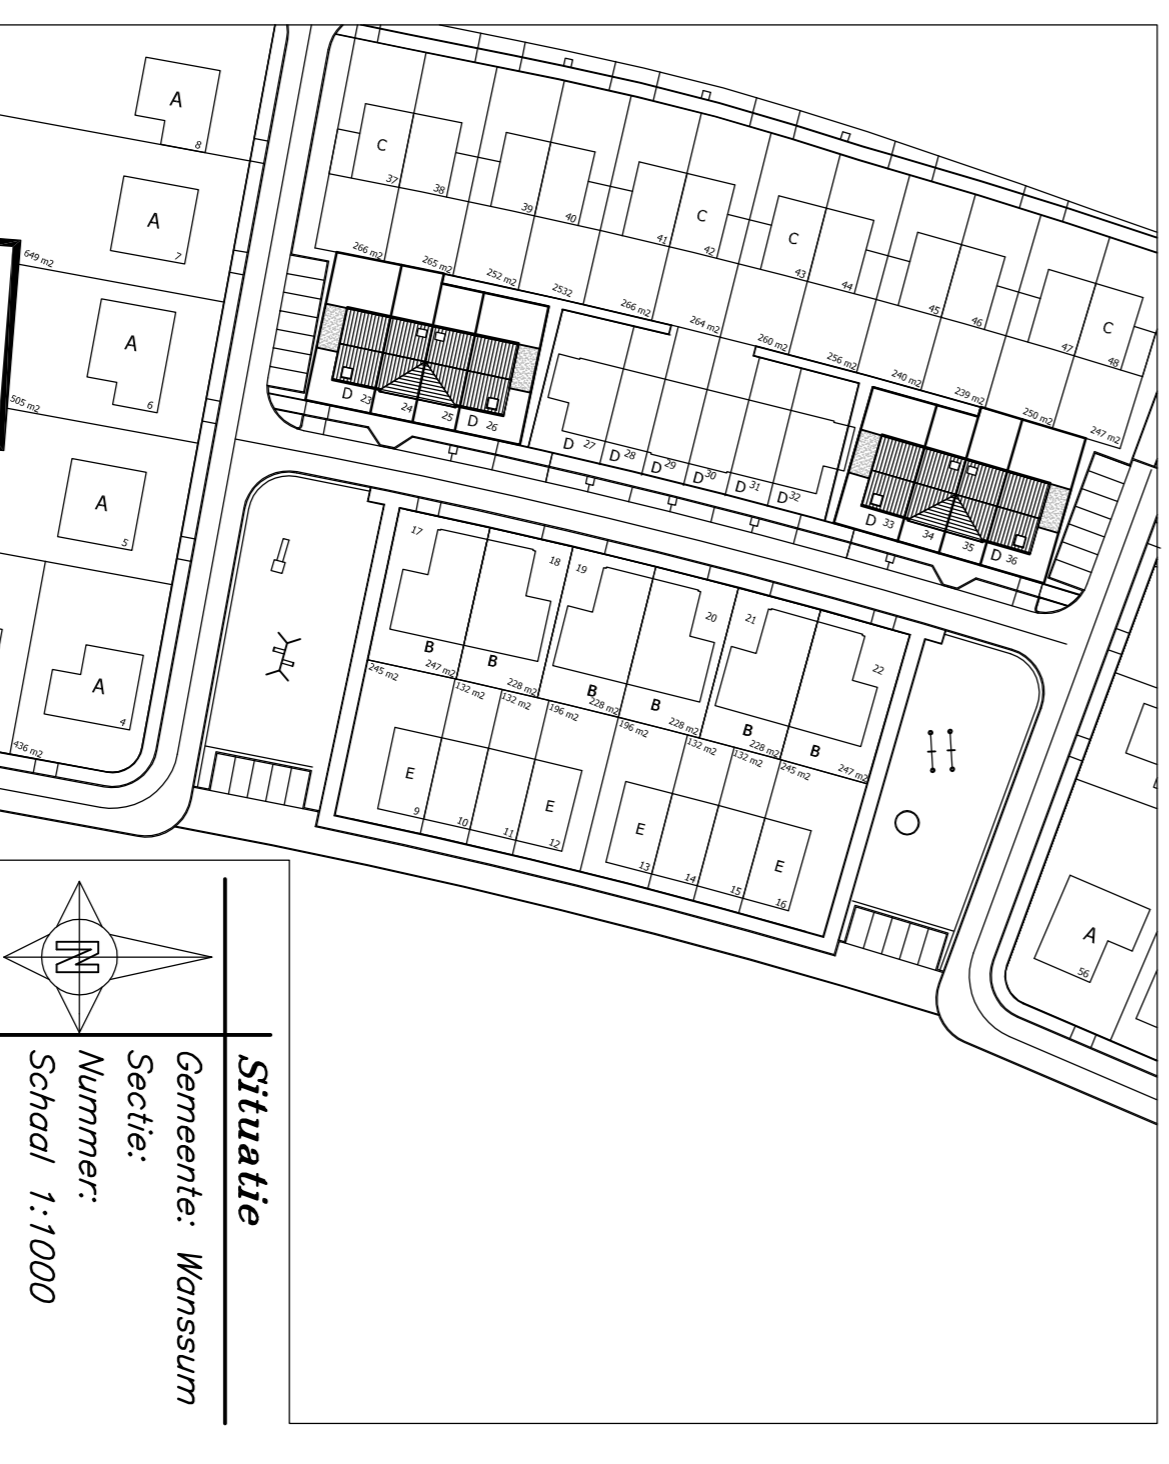 A
8
A
7
649 m2
A
6
505 m2
A
5
A
4
436 m2
C
37
38
39
40
41
C
42
C
43
44
45
46
47
C
48
266 m2
265 m2
252 m2
2532
266 m2
264 m2
260 m2
256 m2
240 m2
239 m2
250 m2
247 m2
D 23
24
25
D 26
D 27
D 28
D 29
D 30
D 31
D 32
D 33
34
35
D 36
17
18
19
20
21
22
B
B
B
B
B
B
245 m2
247 m2
132 m2
228 m2
132 m2
196 m2
228 m2
196 m2
228 m2
132 m2
228 m2
132 m2
245 m2
247 m2
E
9
10
11
E
12
E
13
14
15
E
16
A
56
N
Situatie
Gemeente: Wanssum
Sectie:
Nummer:
Schaal 1:1000